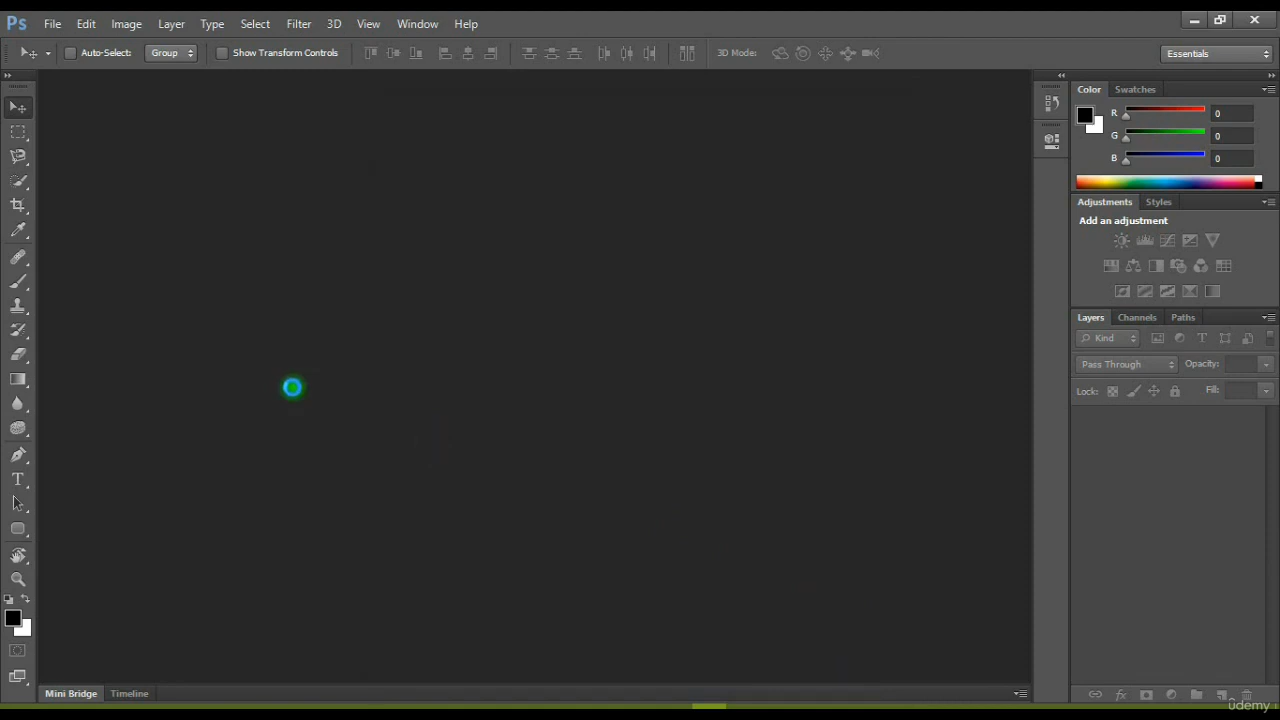 Ps File Edit Image Layer Type Select Filter 3D View Window Help
Auto-Select: Group Show Transform Controls 3D Mode: Essentials
Color Swatches
R 0
G 0
B 0
Adjustments Styles
Add an adjustment
Layers Channels Paths
Kind T
Pass Through Opacity:
Lock: Fill:
T
Mini Bridge Timeline
fx
udemy